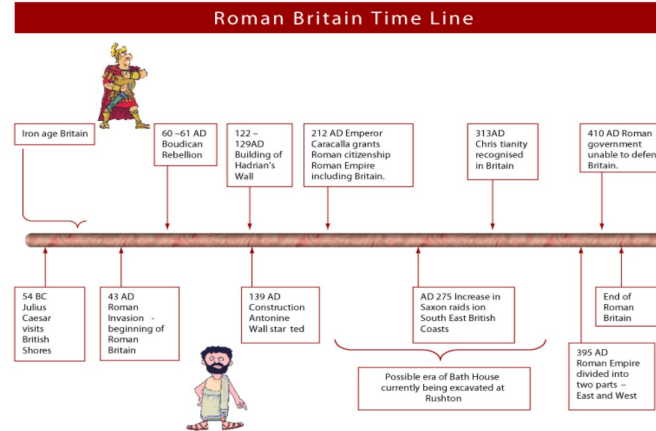 Roman Britain Time Line
Iron age Britain
60 –61 AD
Boudican
Rebellion
122 –
129AD
Building of
Hadrian's
Wall
212 AD Emperor
Caracalla grants
Roman citizenship
Roman Empire
including Britain.
313AD
Chris tianity
recognised
in Britain
410 AD Roman
government
unable to defen
Britain.
54 BC
Julius
Caesar
visits
British
Shores
43 AD
Roman
Invasion -
beginning of
Roman
Britain
139 AD
Construction
Antonine
Wall star ted
AD 275 Increase in
Saxon raids ion
South East British
Coasts
End of
Roman
Britain
395 AD
Roman Empire
divided into
two parts –
East and West
Possible era of Bath House
currently being excavated at
Rushton